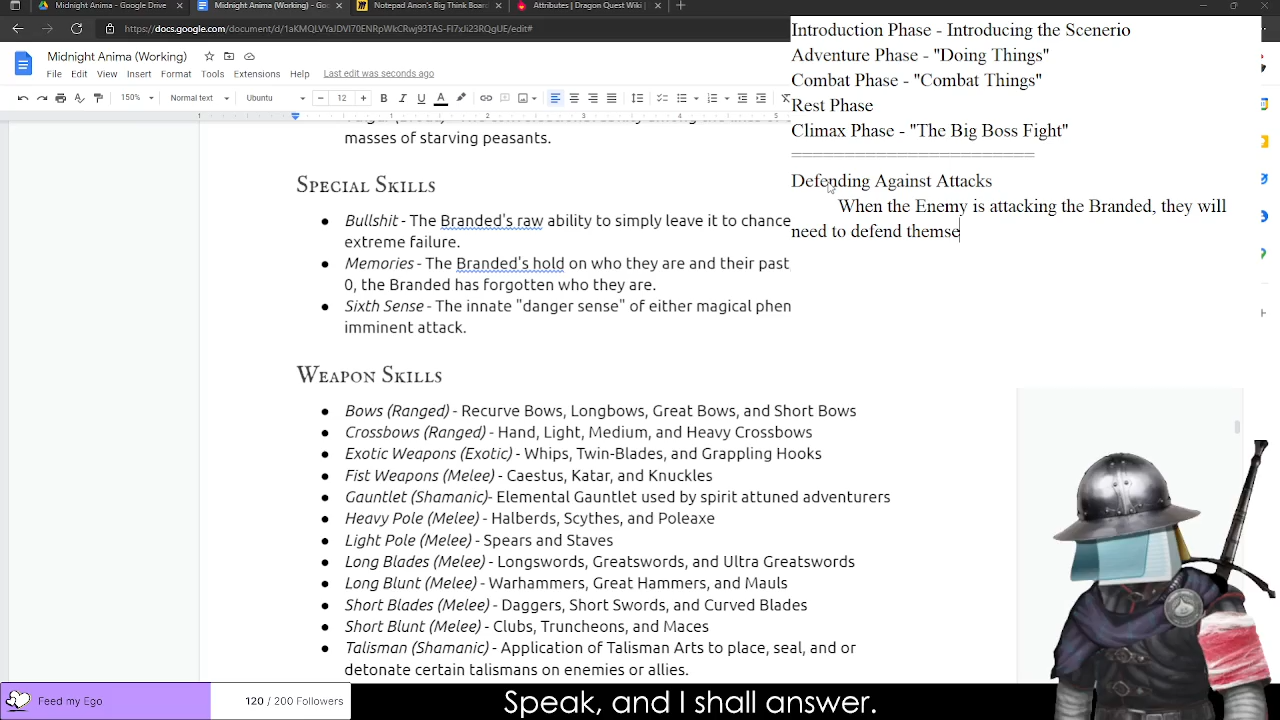 Midnight Anima - Google Drive
Midnight Anima (Working) - Go
Notepad Anon's Big Think Board
Attributes | Dragon Quest Wiki |
https://docs.google.com/document/d/1aKMQLVYaJDVI70ENRpWkCRwj93TAS-FI7xJi23RQgUE/edit#
Midnight Anima (Working)
File Edit View Insert Format Tools Extensions Help Last edit was seconds ago
150% Normal text Ubuntu 12 B I U A
1 2 3 4 5
masses of starving peasants.
Special Skills
● Bullshit - The Branded's raw ability to simply leave it to chance
extreme failure.
● Memories - The Branded's hold on who they are and their past
0, the Branded has forgotten who they are.
● Sixth Sense - The innate "danger sense" of either magical phen
imminent attack.
Weapon Skills
● Bows (Ranged) - Recurve Bows, Longbows, Great Bows, and Short Bows
● Crossbows (Ranged) - Hand, Light, Medium, and Heavy Crossbows
● Exotic Weapons (Exotic) - Whips, Twin-Blades, and Grappling Hooks
● Fist Weapons (Melee) - Caestus, Katar, and Knuckles
● Gauntlet (Shamanic)- Elemental Gauntlet used by spirit attuned adventurers
● Heavy Pole (Melee) - Halberds, Scythes, and Poleaxe
● Light Pole (Melee) - Spears and Staves
● Long Blades (Melee) - Longswords, Greatswords, and Ultra Greatswords
● Long Blunt (Melee) - Warhammers, Great Hammers, and Mauls
● Short Blades (Melee) - Daggers, Short Swords, and Curved Blades
● Short Blunt (Melee) - Clubs, Truncheons, and Maces
● Talisman (Shamanic) - Application of Talisman Arts to place, seal, and or
detonate certain talismans on enemies or allies.
Introduction Phase - Introducing the Scenerio
Adventure Phase - "Doing Things"
Combat Phase - "Combat Things"
Rest Phase
Climax Phase - "The Big Boss Fight"
=======================
Defending Against Attacks
When the Enemy is attacking the Branded, they will
need to defend themse
Feed my Ego
120 / 200 Followers
Speak, and I shall answer.